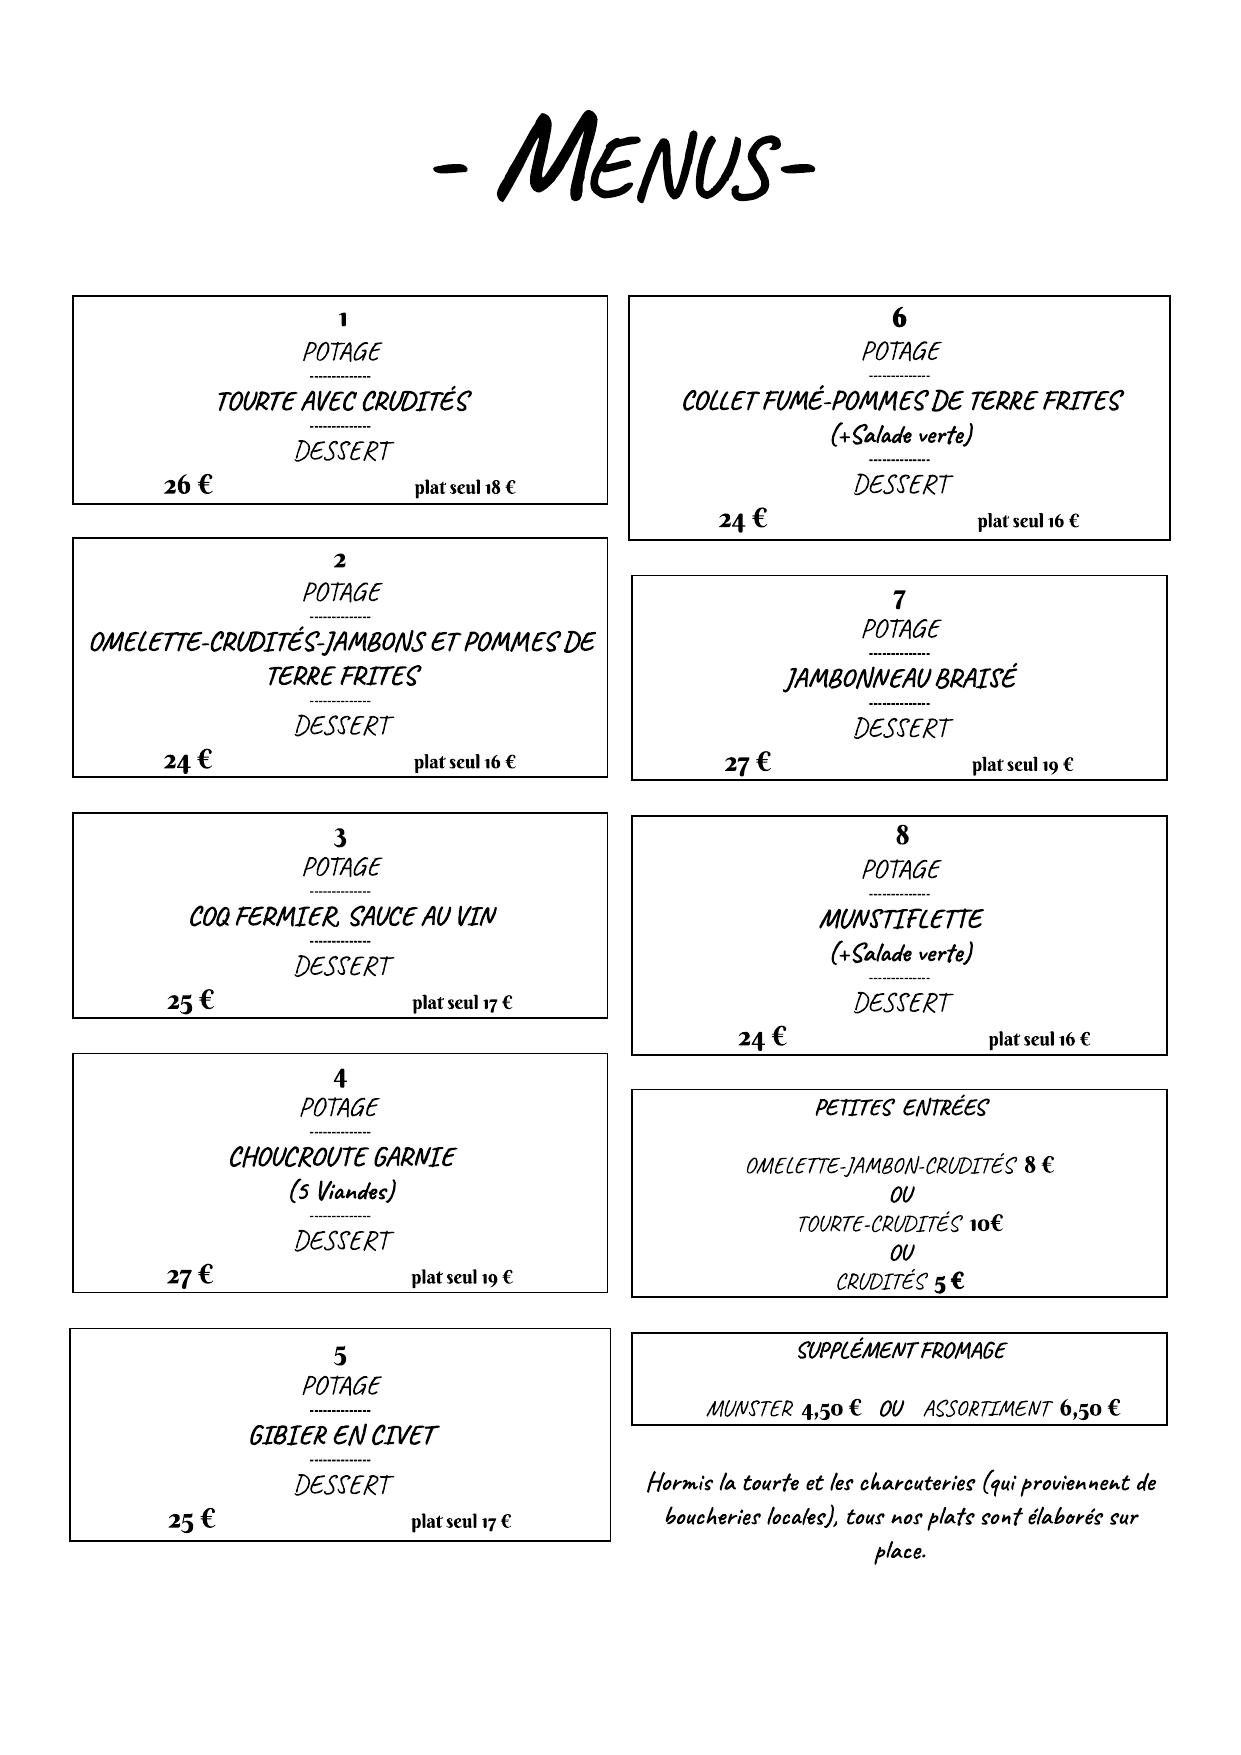 - MENUS-
1
POTAGE
--------------
TOURTE AVEC CRUDITÉS
--------------
DESSERT
26 € plat seul 18 €
2
POTAGE
--------------
OMELETTE-CRUDITÉS-JAMBONS ET POMMES DE
TERRE FRITES
--------------
DESSERT
24 € plat seul 16 €
3
POTAGE
--------------
COQ FERMIER, SAUCE AU VIN
--------------
DESSERT
25 € plat seul 17 €
4
POTAGE
--------------
CHOUCROUTE GARNIE
(5 Viandes)
--------------
DESSERT
27 € plat seul 19 €
5
POTAGE
--------------
GIBIER EN CIVET
--------------
DESSERT
25 € plat seul 17 €
6
POTAGE
--------------
COLLET FUMÉ-POMMES DE TERRE FRITES
(+Salade verte)
--------------
DESSERT
24 € plat seul 16 €
7
POTAGE
--------------
JAMBONNEAU BRAISÉ
--------------
DESSERT
27 € plat seul 19 €
8
POTAGE
--------------
MUNSTIFLETTE
(+Salade verte)
--------------
DESSERT
24 € plat seul 16 €
PETITES ENTRÉES
OMELETTE-JAMBON-CRUDITÉS 8 €
OU
TOURTE-CRUDITÉS 10€
OU
CRUDITÉS 5 €
SUPPLÉMENT FROMAGE
MUNSTER 4,50 € OU ASSORTIMENT 6,50 €
Hormis la tourte et les charcuteries (qui proviennent de
boucheries locales), tous nos plats sont élaborés sur
place.